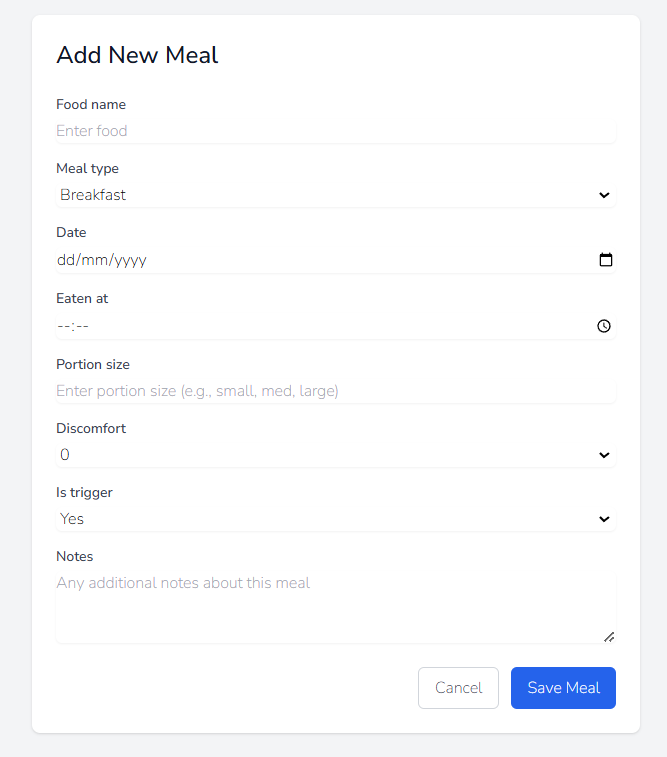 Add New Meal
Food name
Enter food
Meal type
Breakfast
Date
dd/mm/yyyy
Eaten at
--:--
Portion size
Enter portion size (e.g., small, med, large)
Discomfort
0
Is trigger
Yes
Notes
Any additional notes about this meal
Cancel Save Meal